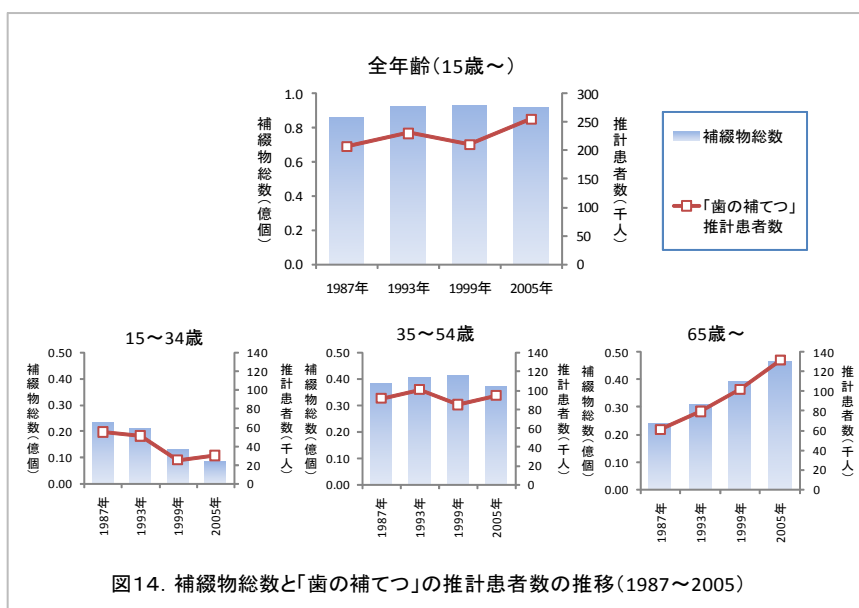 全年齢(15歳～)
補綴物総数(億個)
1.0
0.8
0.6
0.4
0.2
0.0
300
250
200
150
100
50
0
推計患者数(千人)
1987年 1993年 1999年 2005年
補綴物総数
「歯の補てつ」
推計患者数
15～34歳
補綴物総数(億個)
0.50
0.40
0.30
0.20
0.10
0.00
140
120
100
80
60
40
20
0
推計患者数(千人)
1987年 1993年 1999年 2005年
35～54歳
補綴物総数(億個)
0.50
0.40
0.30
0.20
0.10
0.00
140
120
100
80
60
40
20
0
推計患者数(千人)
1987年 1993年 1999年 2005年
65歳～
補綴物総数(億個)
0.50
0.40
0.30
0.20
0.10
0.00
140
120
100
80
60
40
20
0
推計患者数(千人)
1987年 1993年 1999年 2005年
図14．補綴物総数と「歯の補てつ」の推計患者数の推移(1987～2005)